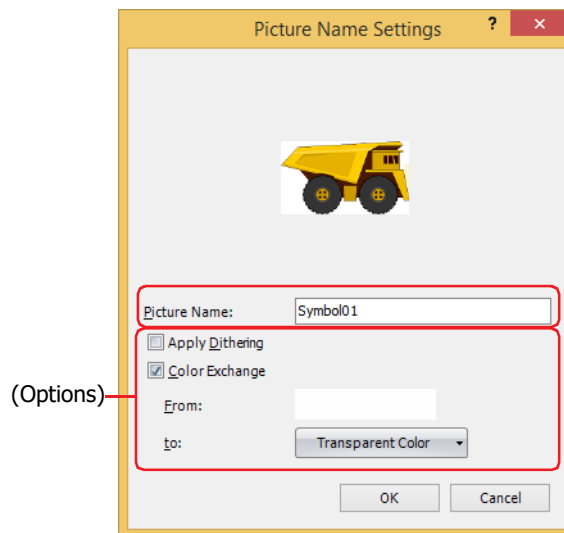 Picture Name Settings
?
×
Picture Name:
Symbol01
Apply Dithering
Color Exchange
(Options)
From:
to:
Transparent Color
OK
Cancel